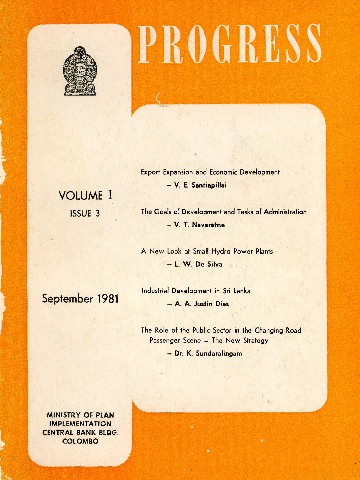 PROGRESS
VOLUME I
ISSUE 3
September 1981
MINISTRY OF PLAN
IMPLEMENTATION
CENTRAL BANK BLDG.
COLOMBO
Export Expansion and Economic Development
— V. E. Santiapillai
The Goals of Development and Tasks of Administration
— V. T. Navaratne
A New Look at Small Hydro Power Plants
— L. W. De Silva
Industrial Development in Sri Lanka
— A. A. Justin Dias
The Role of the Public Sector in the Changing Road
Passenger Scene — The New Strategy
— Dr. K. Sundaralingam